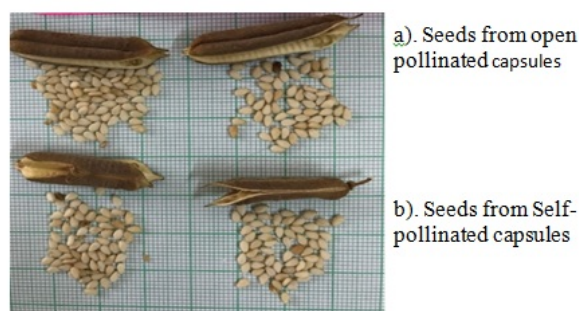 a). Seeds from open
pollinated capsules
b). Seeds from Self-
pollinated capsules